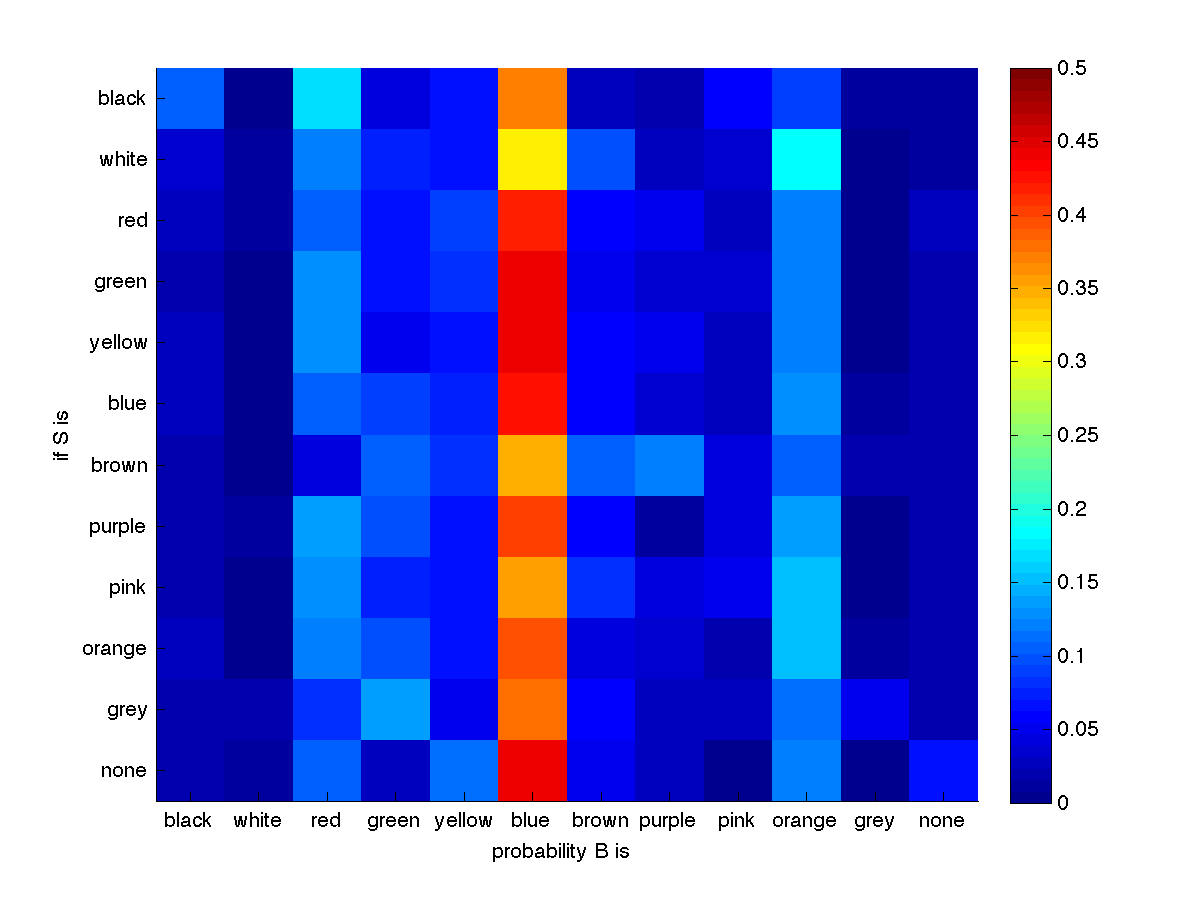 black
white
red
green
yellow
blue
brown
purple
pink
orange
grey
none
if S is
black white red green yellow blue brown purple pink orange grey none
probability B is
0.5
0.45
0.4
0.35
0.3
0.25
0.2
0.15
0.1
0.05
0